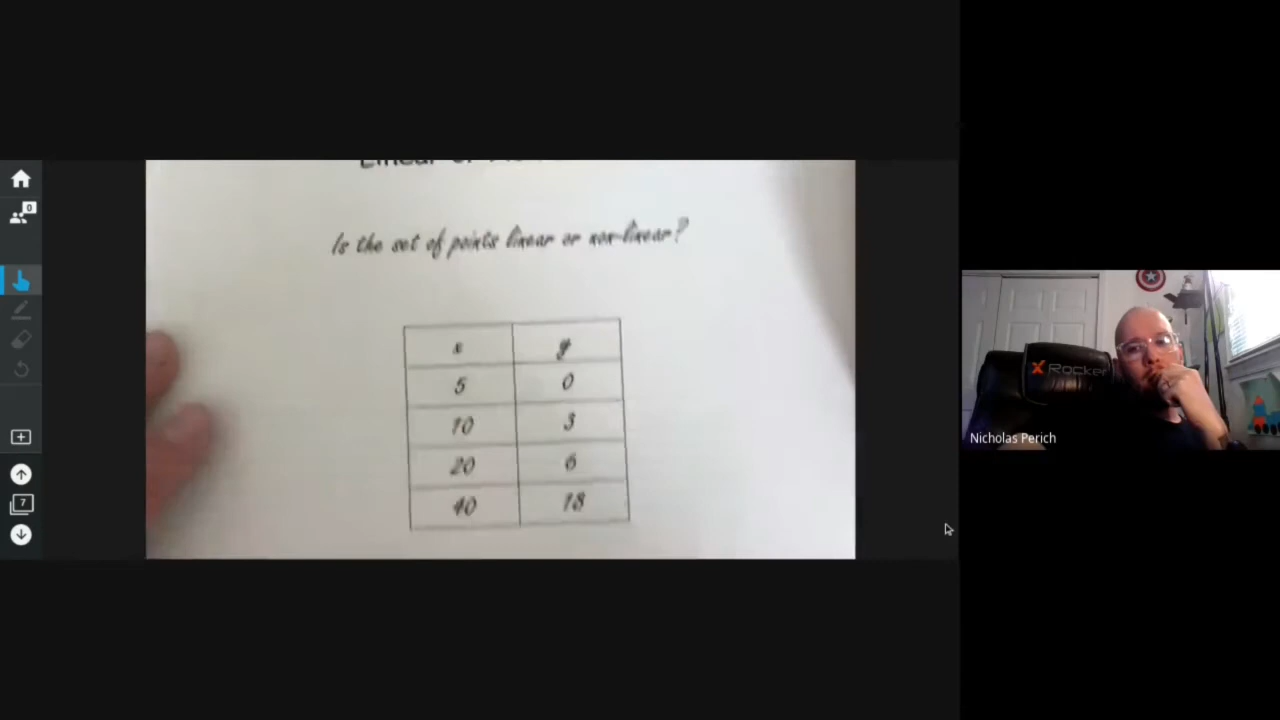 Is the set of points linear or non-linear?
x y
5 0
10 3
20 6
40 18
X Rocker
Nicholas Perich
0
7